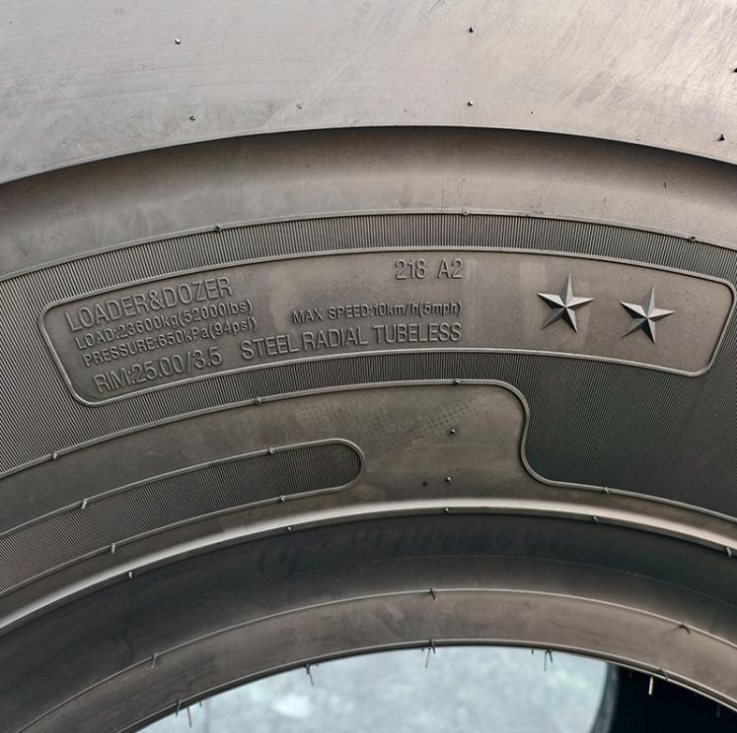 LOADER&DOZER
LOAD:23600kg(52000lbs)
PRESSURE:650kPa(94psi)
RIM:25.00/3.5
218 A2
MAX SPEED:10km/h(5mph)
STEEL RADIAL TUBELESS